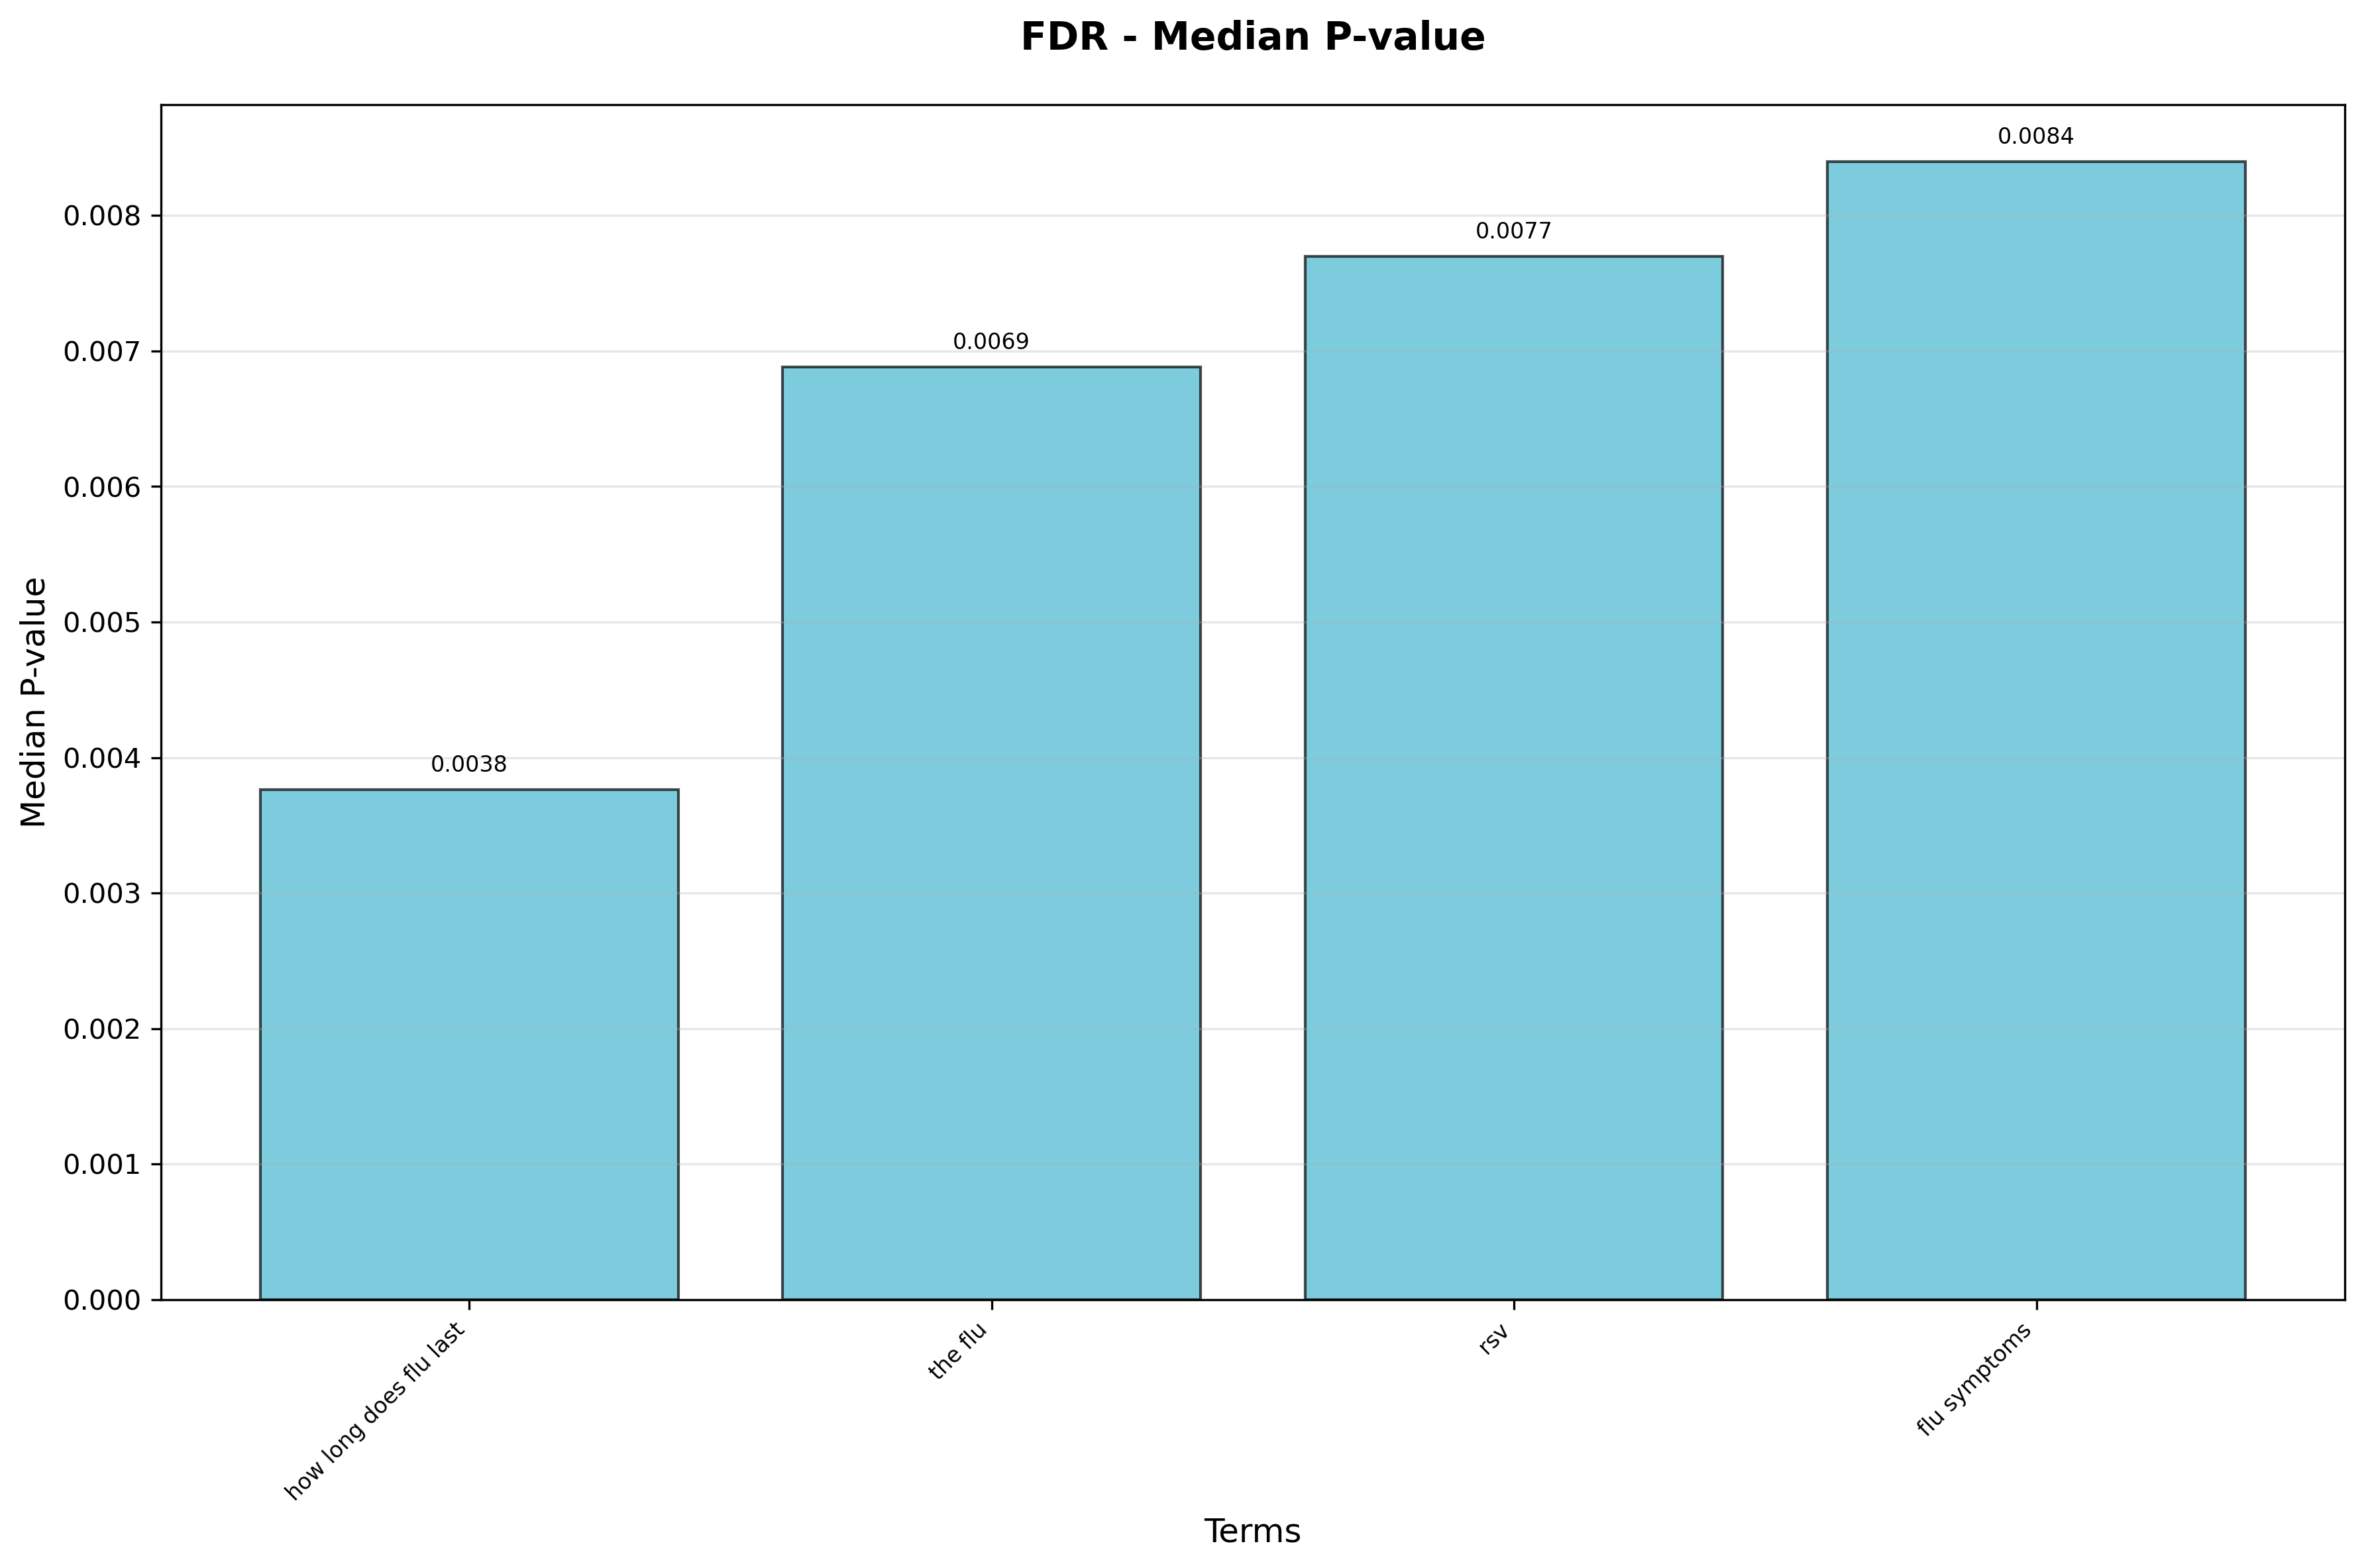 FDR - Median P-value
Median P-value
0.008
0.007
0.006
0.005
0.004
0.003
0.002
0.001
0.000
0.0038
0.0069
0.0077
0.0084
how long does flu last
the flu
rsv
flu symptoms
Terms